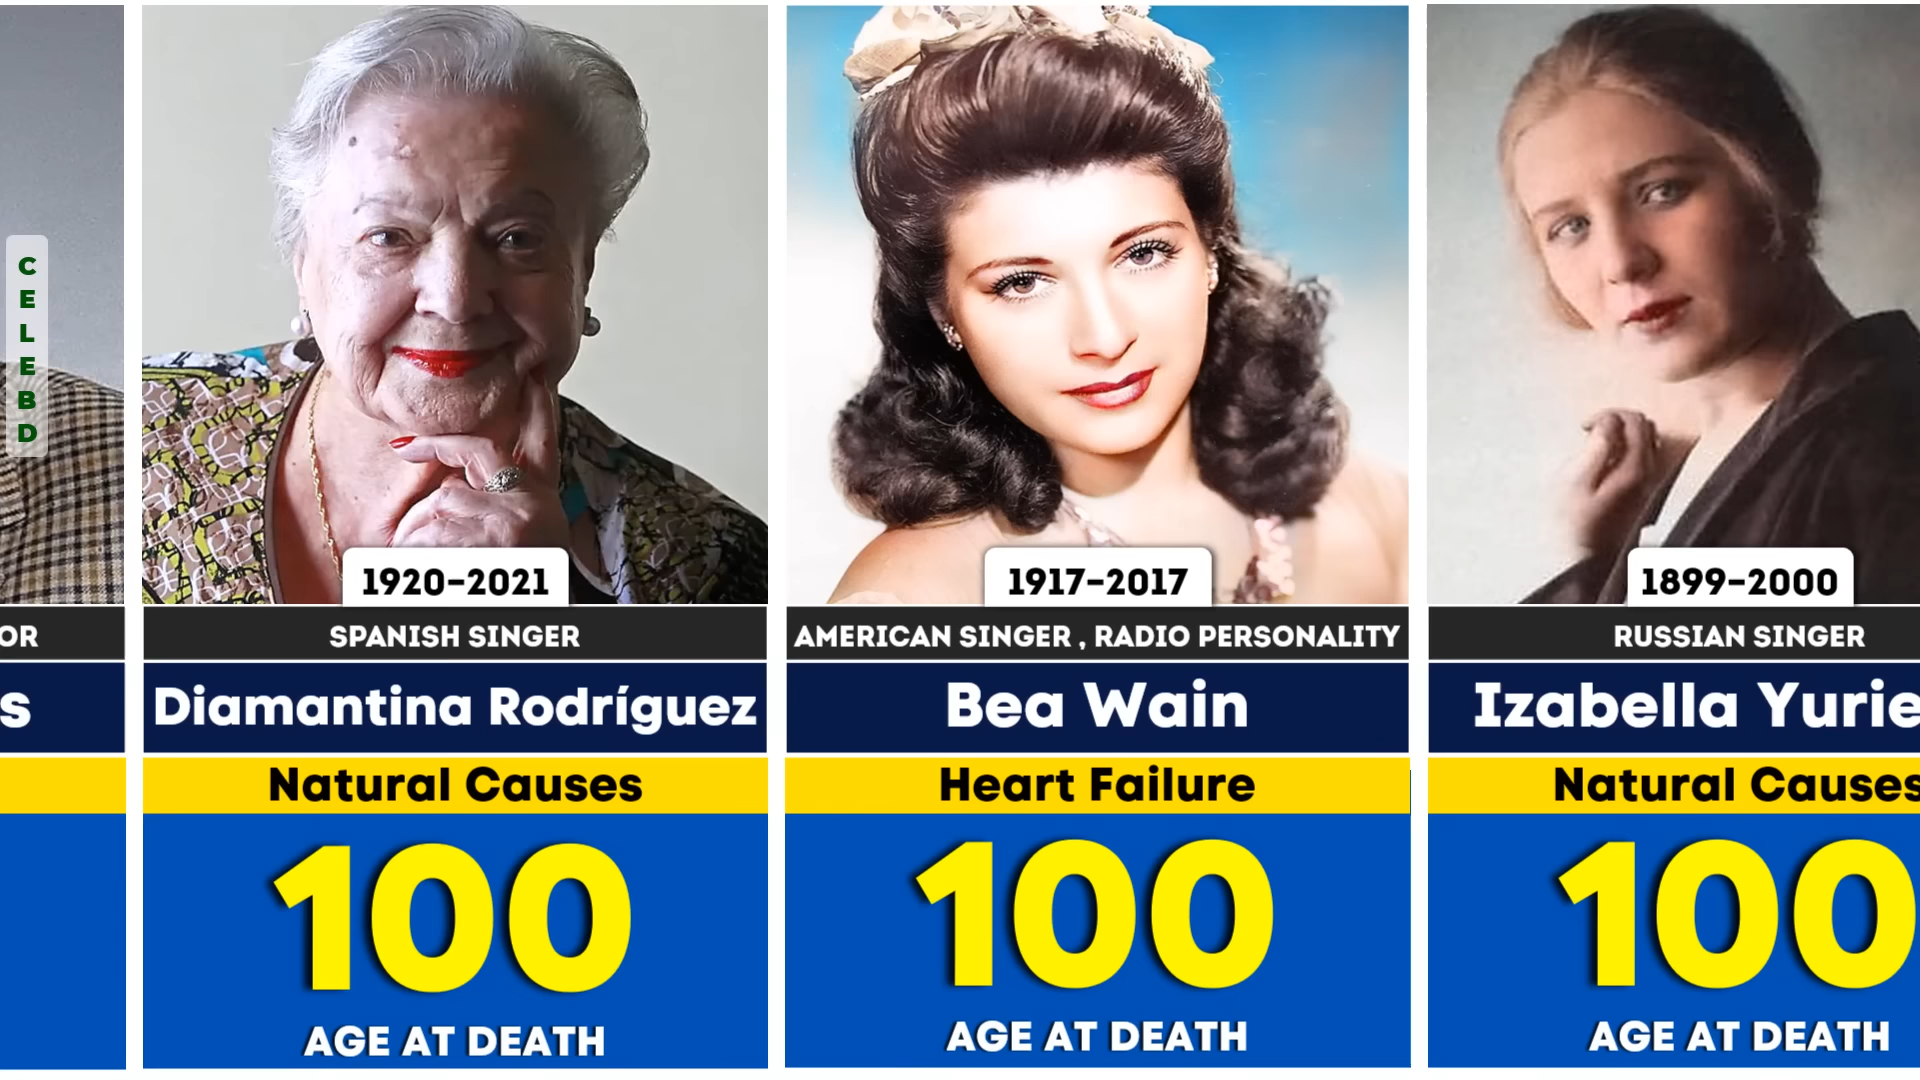 CELEBD
OR
s
1920-2021
SPANISH SINGER
Diamantina Rodríguez
Natural Causes
100
AGE AT DEATH
1917-2017
AMERICAN SINGER , RADIO PERSONALITY
Bea Wain
Heart Failure
100
AGE AT DEATH
1899-2000
RUSSIAN SINGER
Izabella Yurie
Natural Causes
100
AGE AT DEATH